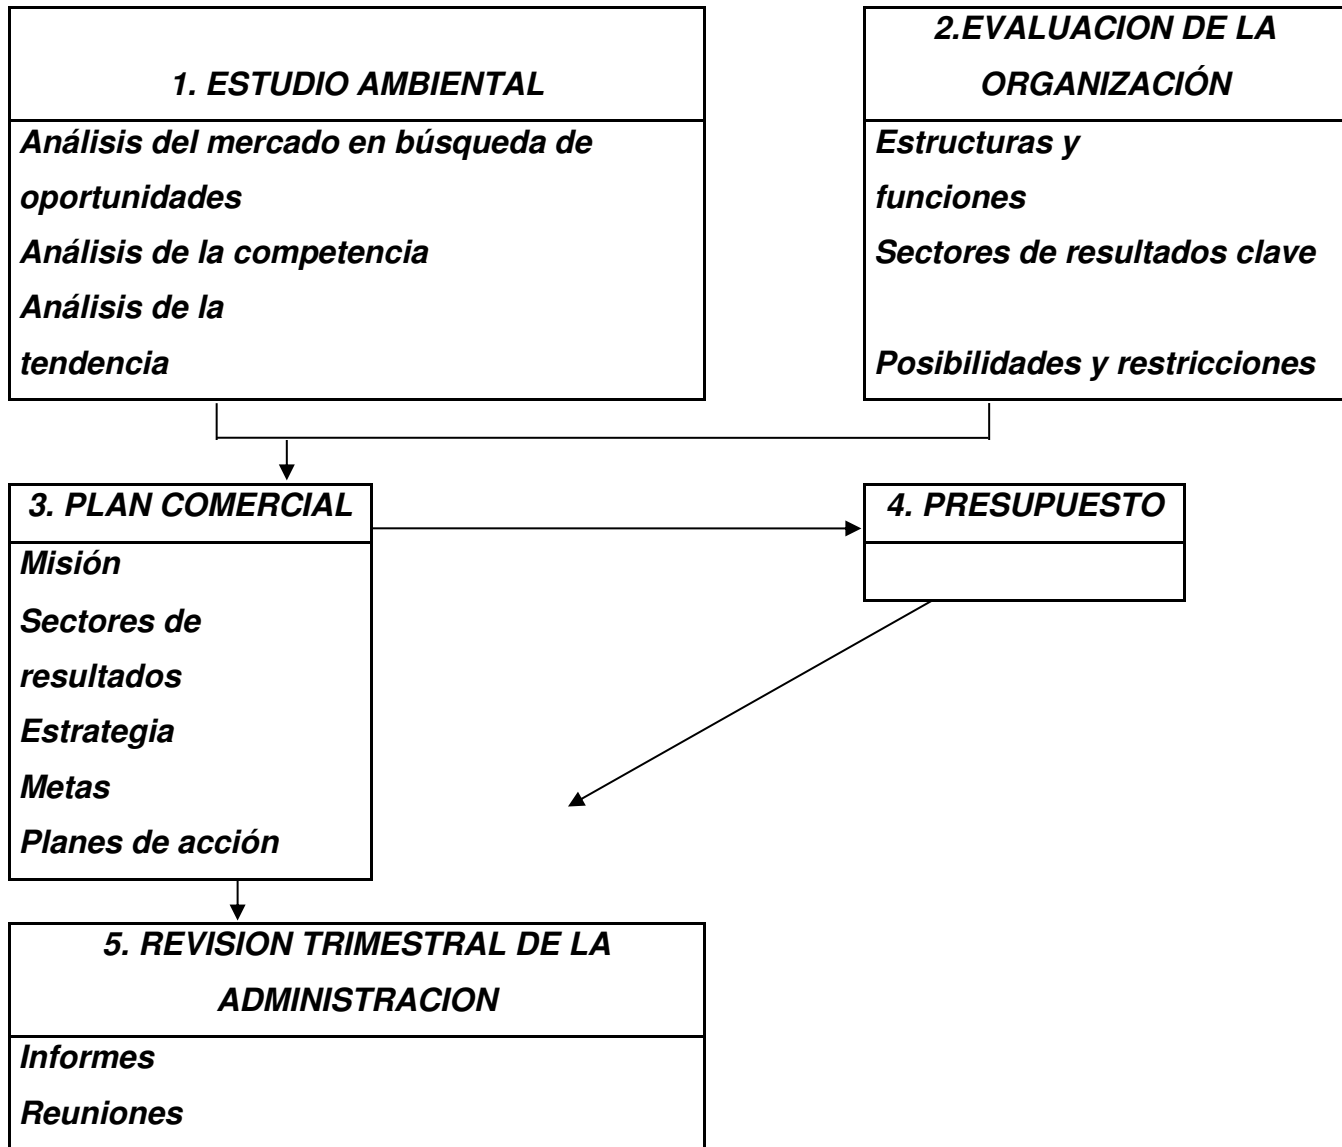 1. ESTUDIO AMBIENTAL
Análisis del mercado en búsqueda de
oportunidades
Análisis de la competencia
Análisis de la
tendencia
2.EVALUACION DE LA
ORGANIZACIÓN
Estructuras y
funciones
Sectores de resultados clave
Posibilidades y restricciones
3. PLAN COMERCIAL
Misión
Sectores de
resultados
Estrategia
Metas
Planes de acción
4. PRESUPUESTO
5. REVISION TRIMESTRAL DE LA
ADMINISTRACION
Informes
Reuniones